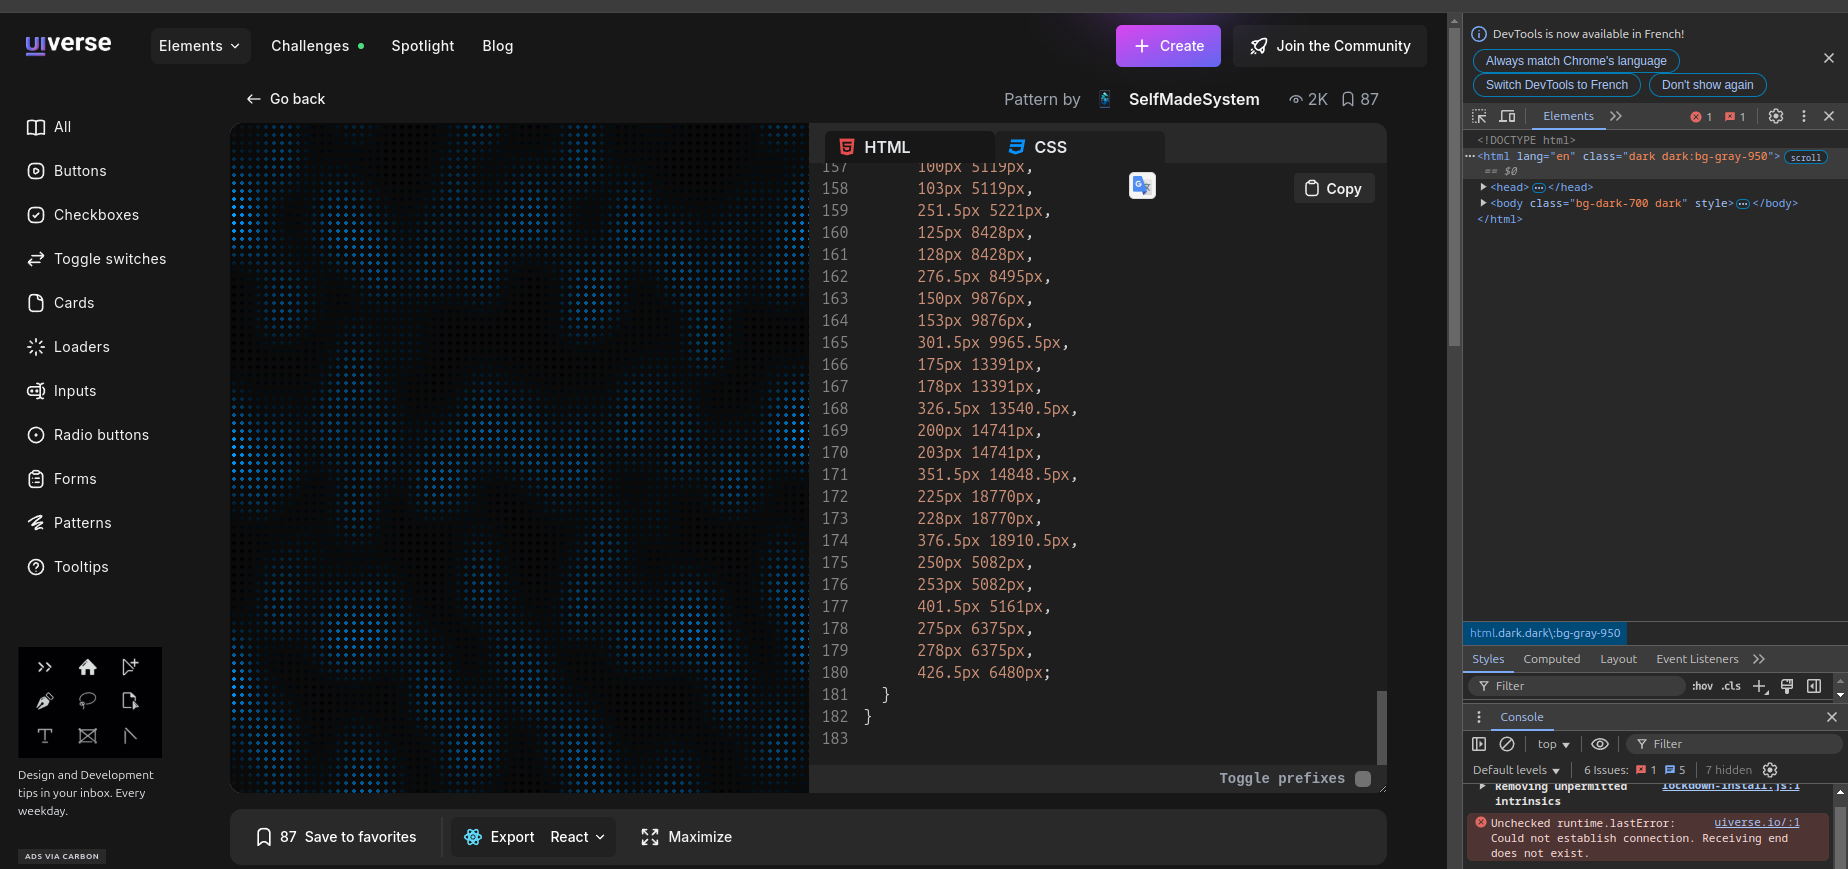 uiverse
Elements
Challenges
Spotlight
Blog
Create
Join the Community
Go back
Pattern by SelfMadeSystem 2K 87
All
Buttons
Checkboxes
Toggle switches
Cards
Loaders
Inputs
Radio buttons
Forms
Patterns
Tooltips
Design and Development
tips in your inbox. Every
weekday.
ADS VIA CARBON
HTML
CSS
Copy
157 100px 5119px,
158 103px 5119px,
159 251.5px 5221px,
160 125px 8428px,
161 128px 8428px,
162 276.5px 8495px,
163 150px 9876px,
164 153px 9876px,
165 301.5px 9965.5px,
166 175px 13391px,
167 178px 13391px,
168 326.5px 13540.5px,
169 200px 14741px,
170 203px 14741px,
171 351.5px 14848.5px,
172 225px 18770px,
173 228px 18770px,
174 376.5px 18910.5px,
175 250px 5082px,
176 253px 5082px,
177 401.5px 5161px,
178 275px 6375px,
179 278px 6375px,
180 426.5px 6480px;
181 }
182 }
183
Toggle prefixes
87 Save to favorites
Export React
Maximize
DevTools is now available in French!
Always match Chrome's language
Switch DevTools to French
Don't show again
Elements
1 1
<!DOCTYPE html>
<html lang="en" class="dark dark:bg-gray-950"> scroll
== $0
<head> </head>
<body class="bg-dark-700 dark" style> </body>
</html>
html.dark.dark\:bg-gray-950
Styles Computed Layout Event Listeners
Filter :hov .cls
Console
top Filter
Default levels 6 Issues: 1 5 7 hidden
Removing unpermitted lockdown-install.js:1
intrinsics
Unchecked runtime.lastError: uiverse.io/:1
Could not establish connection. Receiving end
does not exist.